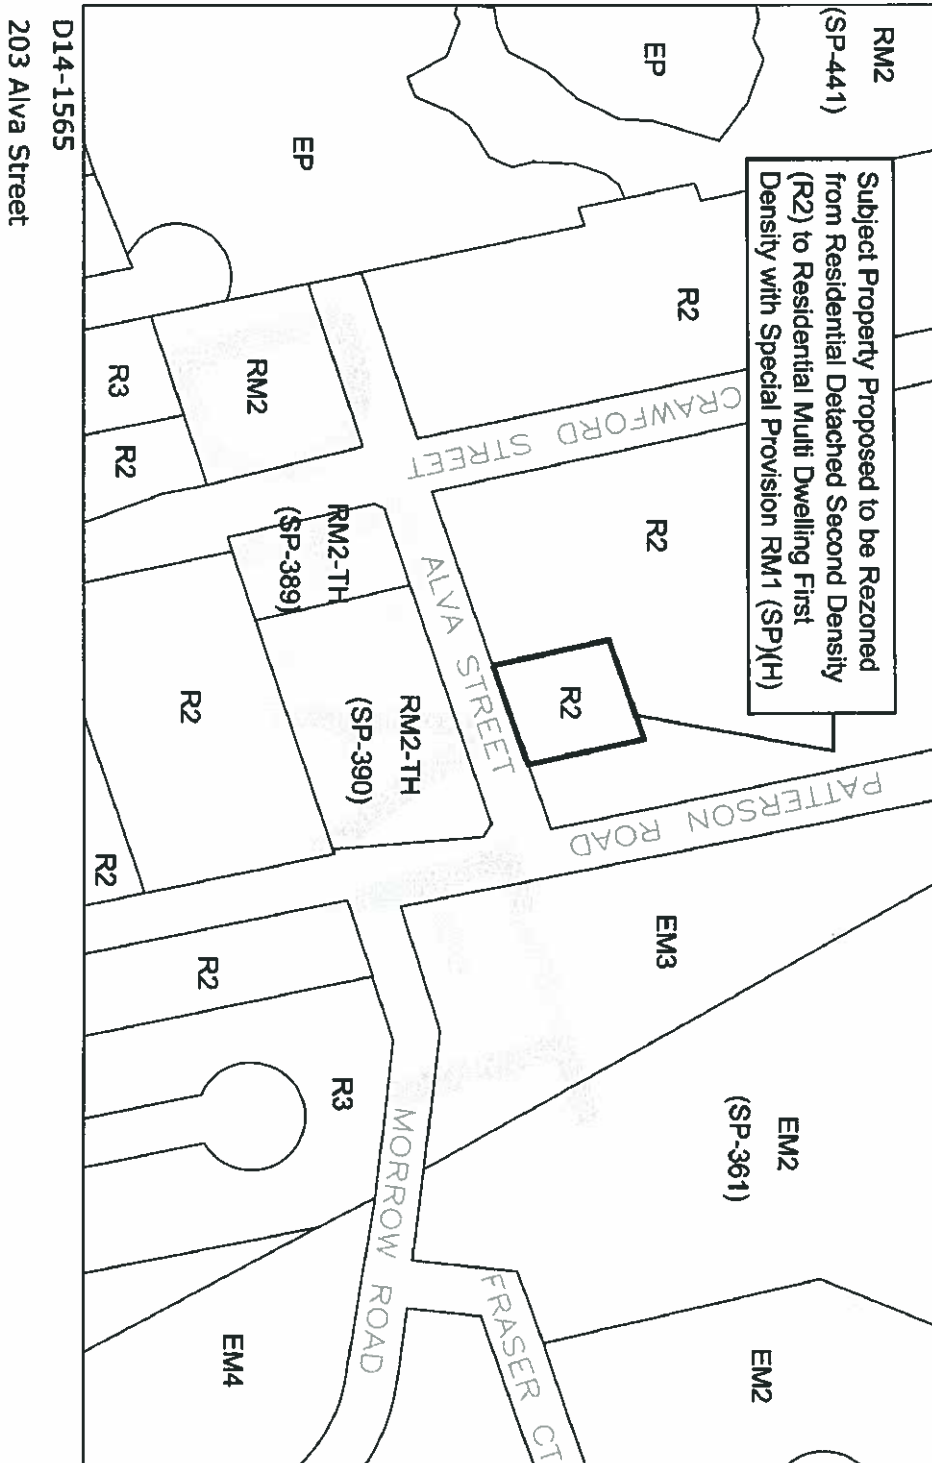 Subject Property Proposed to be Rezoned
from Residential Detached Second Density
(R2) to Residential Multi Dwelling First
Density with Special Provision RM1 (SP)(H)
RM2
(SP-441)
EP
EP
R2
CRAWFORD STREET
R2
R2
PATTERSON ROAD
ALVA STREET
RM2
R3
R2
RM2-TH
(SP-389)
RM2-TH
(SP-390)
R2
R2
R2
R3
EM3
EM2
(SP-361)
EM2
MORROW ROAD
FRASER CT
EM4
D14-1565
203 Alva Street